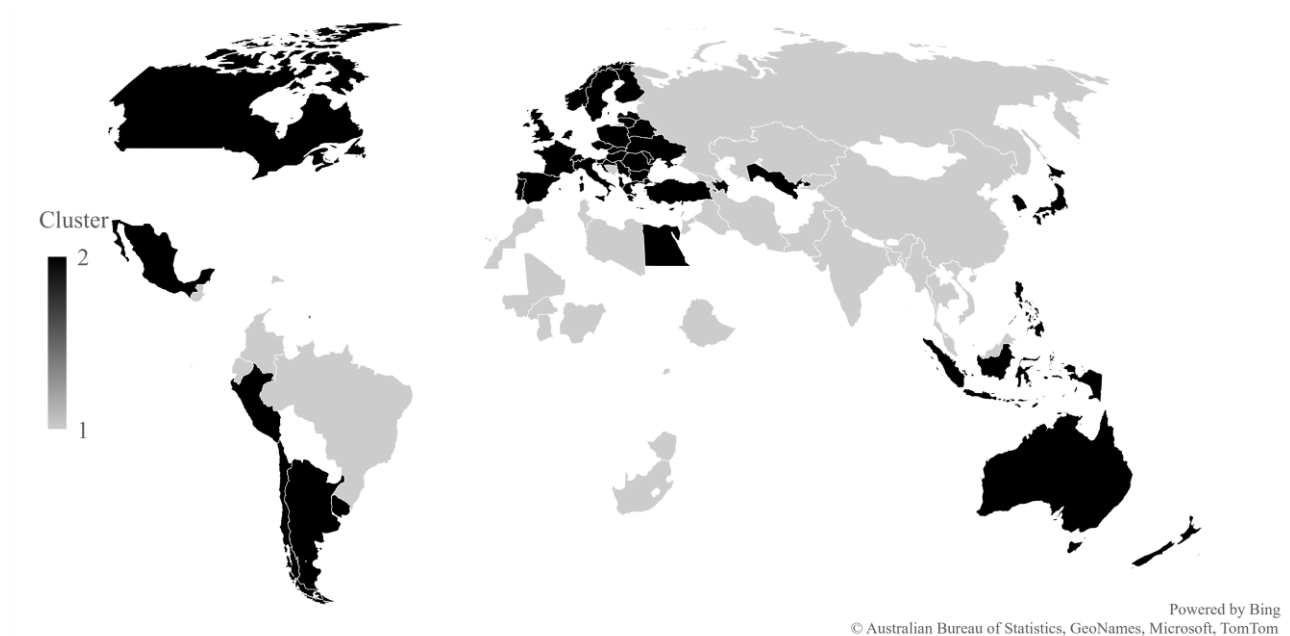 Cluster
2
1
Powered by Bing
© Australian Bureau of Statistics, GeoNames, Microsoft, TomTom